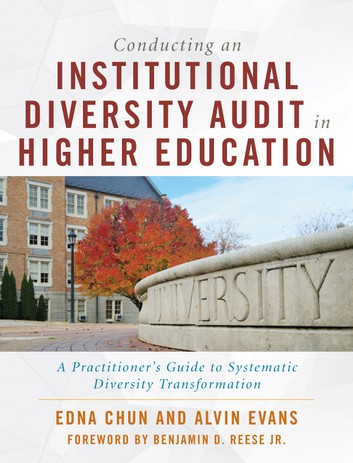 Conducting an
INSTITUTIONAL
DIVERSITY AUDIT in
HIGHER EDUCATION
UNIVERSITY
A Practitioner's Guide to Systematic
Diversity Transformation
EDNA CHUN AND ALVIN EVANS
FOREWORD BY BENJAMIN D. REESE JR.